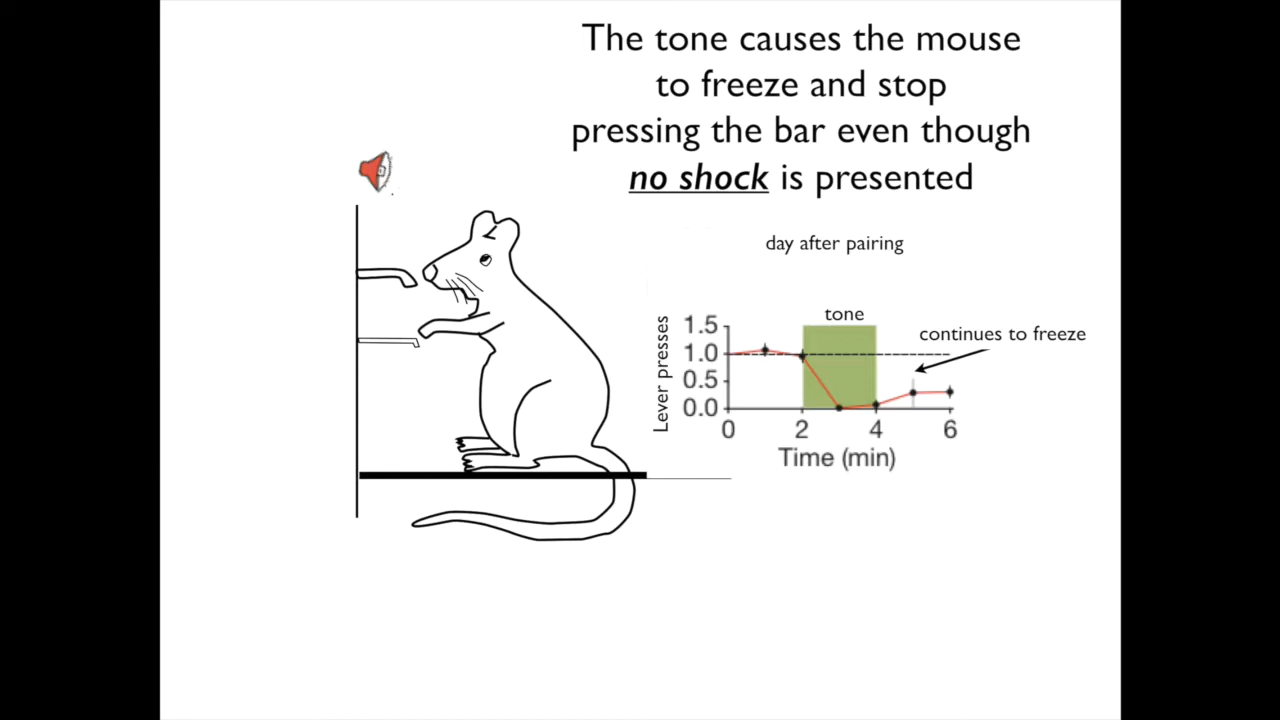 The tone causes the mouse
to freeze and stop
pressing the bar even though
no shock is presented
day after pairing
tone
continues to freeze
Lever presses
1.5
1.0
0.5
0.0
0 2 4 6
Time (min)